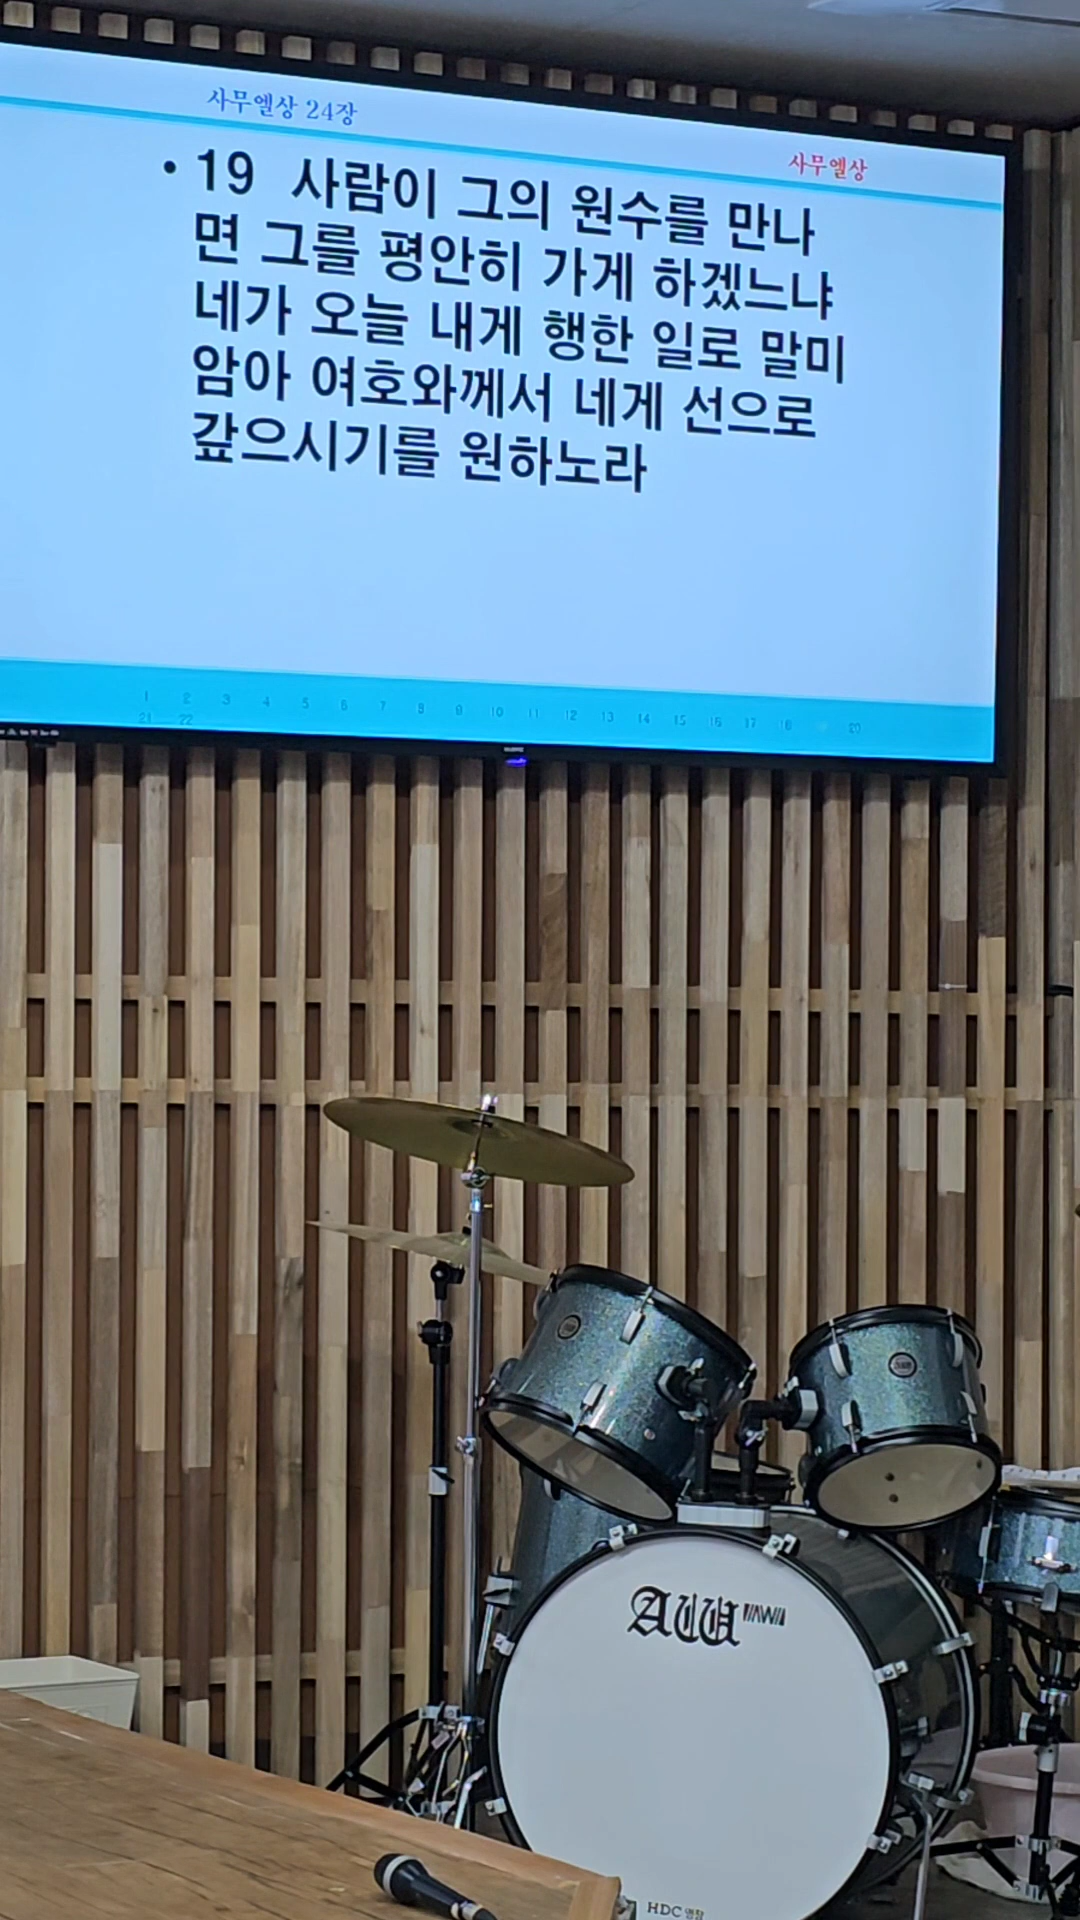 사무엘상 24장
사무엘상
• 19 사람이 그의 원수를 만나
면 그를 평안히 가게 하겠느냐
네가 오늘 내게 행한 일로 말미
암아 여호와께서 네게 선으로
갚으시기를 원하노라
1 2 3 4 5 6 7 8 9 10 11 12 13 14 15 16 17 18 20
21 22
HDC